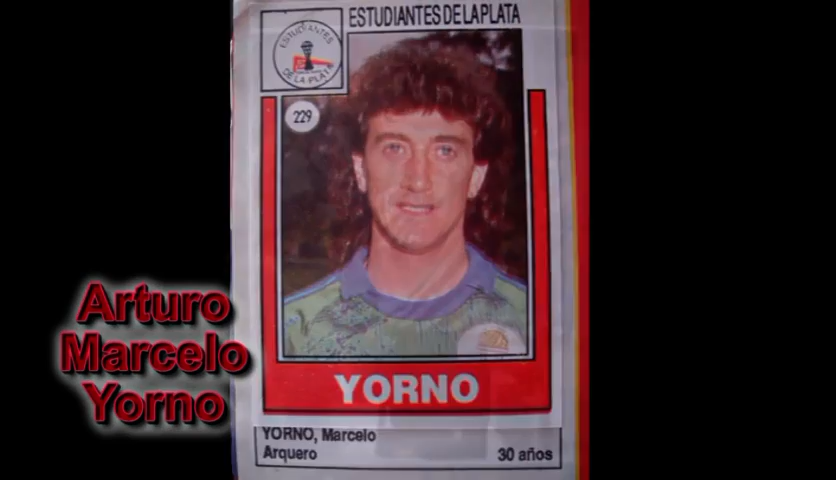 ESTUDIANTES DE LA PLATA
ESTUDIANTES
DE LA PLATA
229
Arturo
Marcelo
Yorno
YORNO
YORNO, Marcelo
Arquero
30 años